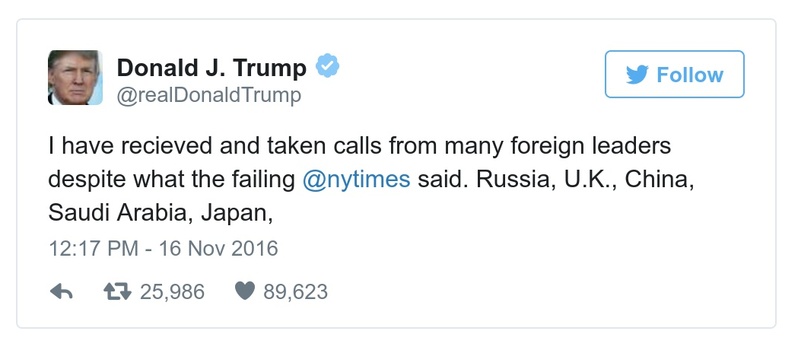 Donald J. Trump
@realDonaldTrump
Follow
I have recieved and taken calls from many foreign leaders
despite what the failing @nytimes said. Russia, U.K., China,
Saudi Arabia, Japan,
12:17 PM - 16 Nov 2016
25,986 89,623